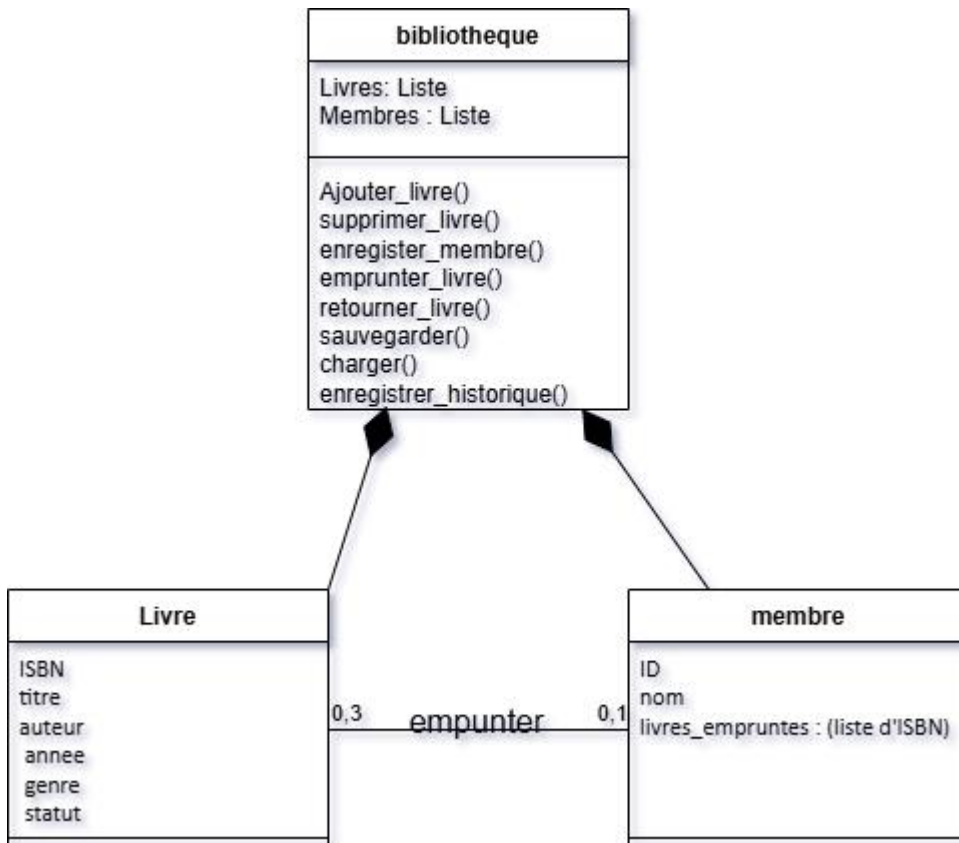 bibliotheque
Livres: Liste
Membres : Liste
Ajouter_livre()
supprimer_livre()
enregister_membre()
emprunter_livre()
retourner_livre()
sauvegarder()
charger()
enregistrer_historique()
Livre
ISBN
titre
auteur
annee
genre
statut
0,3 empunter 0,1
membre
ID
nom
livres_empruntes : (liste d'ISBN)